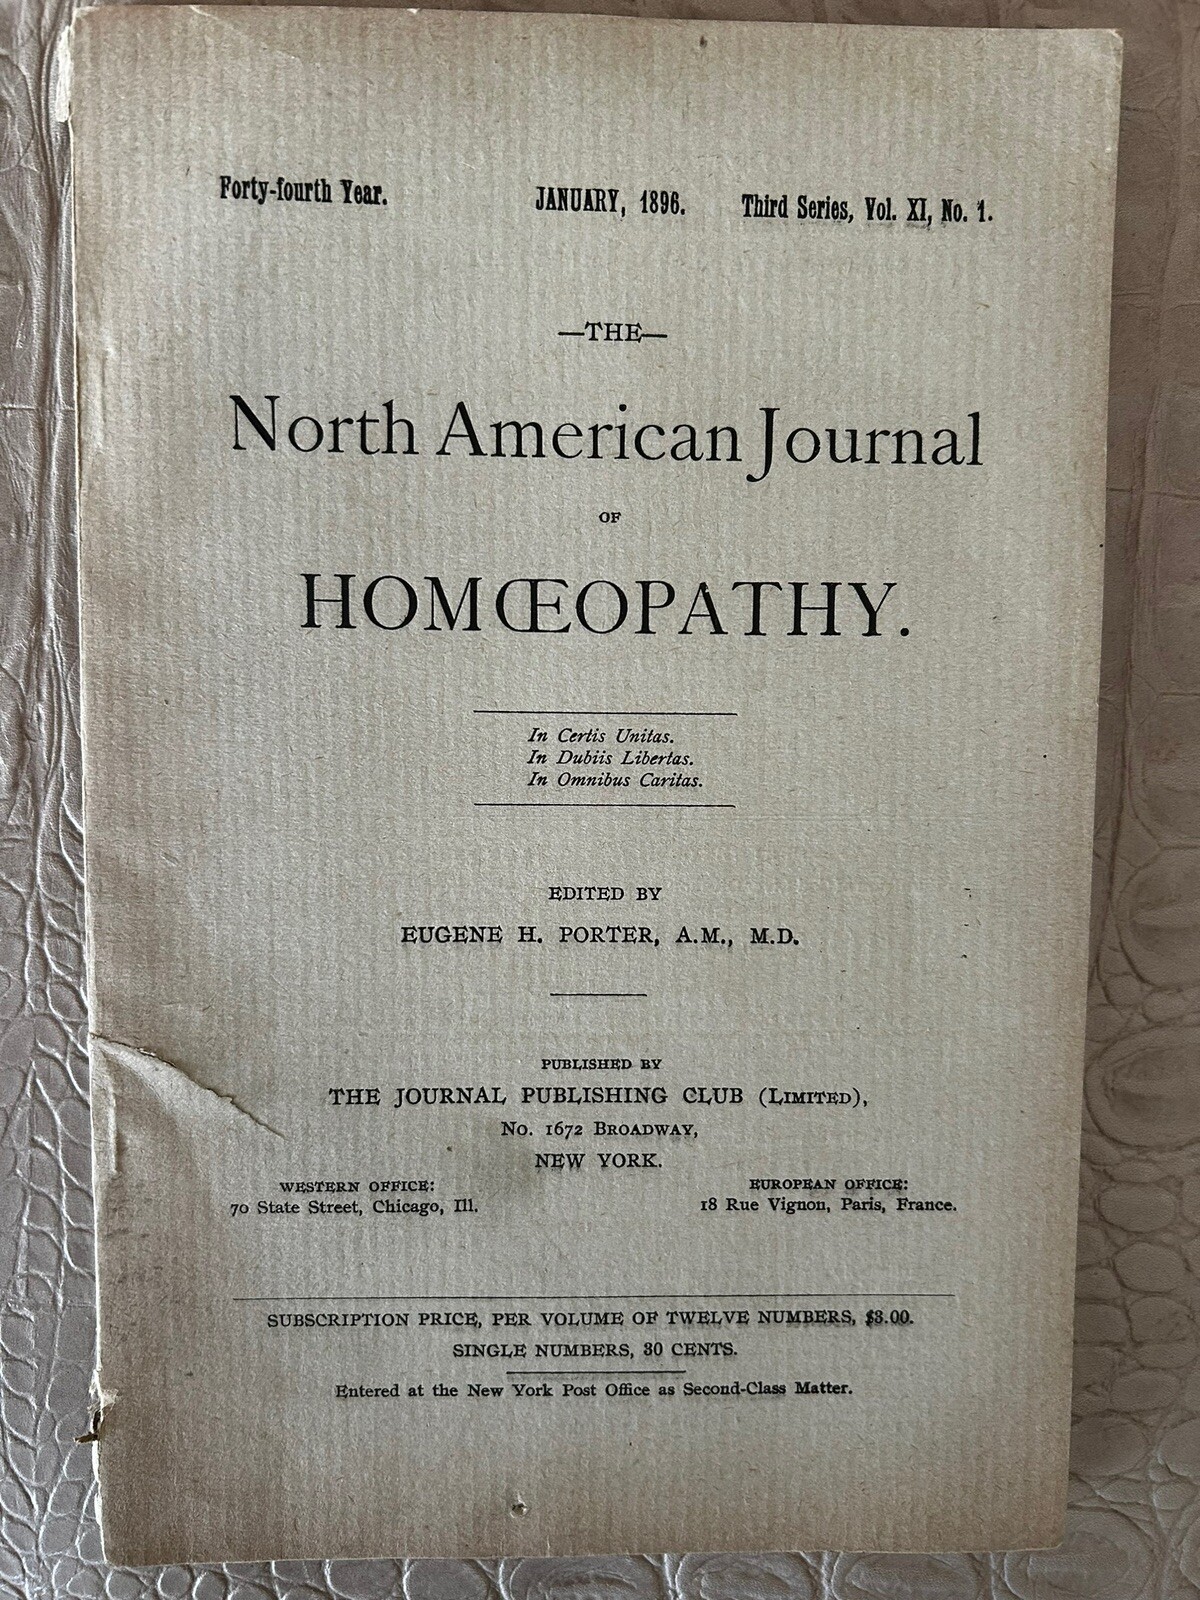 Forty-fourth Year. JANUARY, 1896. Third Series, Vol. XI, No. 1.
—THE—
North American Journal
OF
HOMŒOPATHY.
In Certis Unitas.
In Dubiis Libertas.
In Omnibus Caritas.
EDITED BY
EUGENE H. PORTER, A.M., M.D.
PUBLISHED BY
THE JOURNAL PUBLISHING CLUB (LIMITED),
No. 1672 BROADWAY,
NEW YORK.
WESTERN OFFICE:
70 State Street, Chicago, Ill.
EUROPEAN OFFICE:
18 Rue Vignon, Paris, France.
SUBSCRIPTION PRICE, PER VOLUME OF TWELVE NUMBERS, $3.00.
SINGLE NUMBERS, 30 CENTS.
Entered at the New York Post Office as Second-Class Matter.